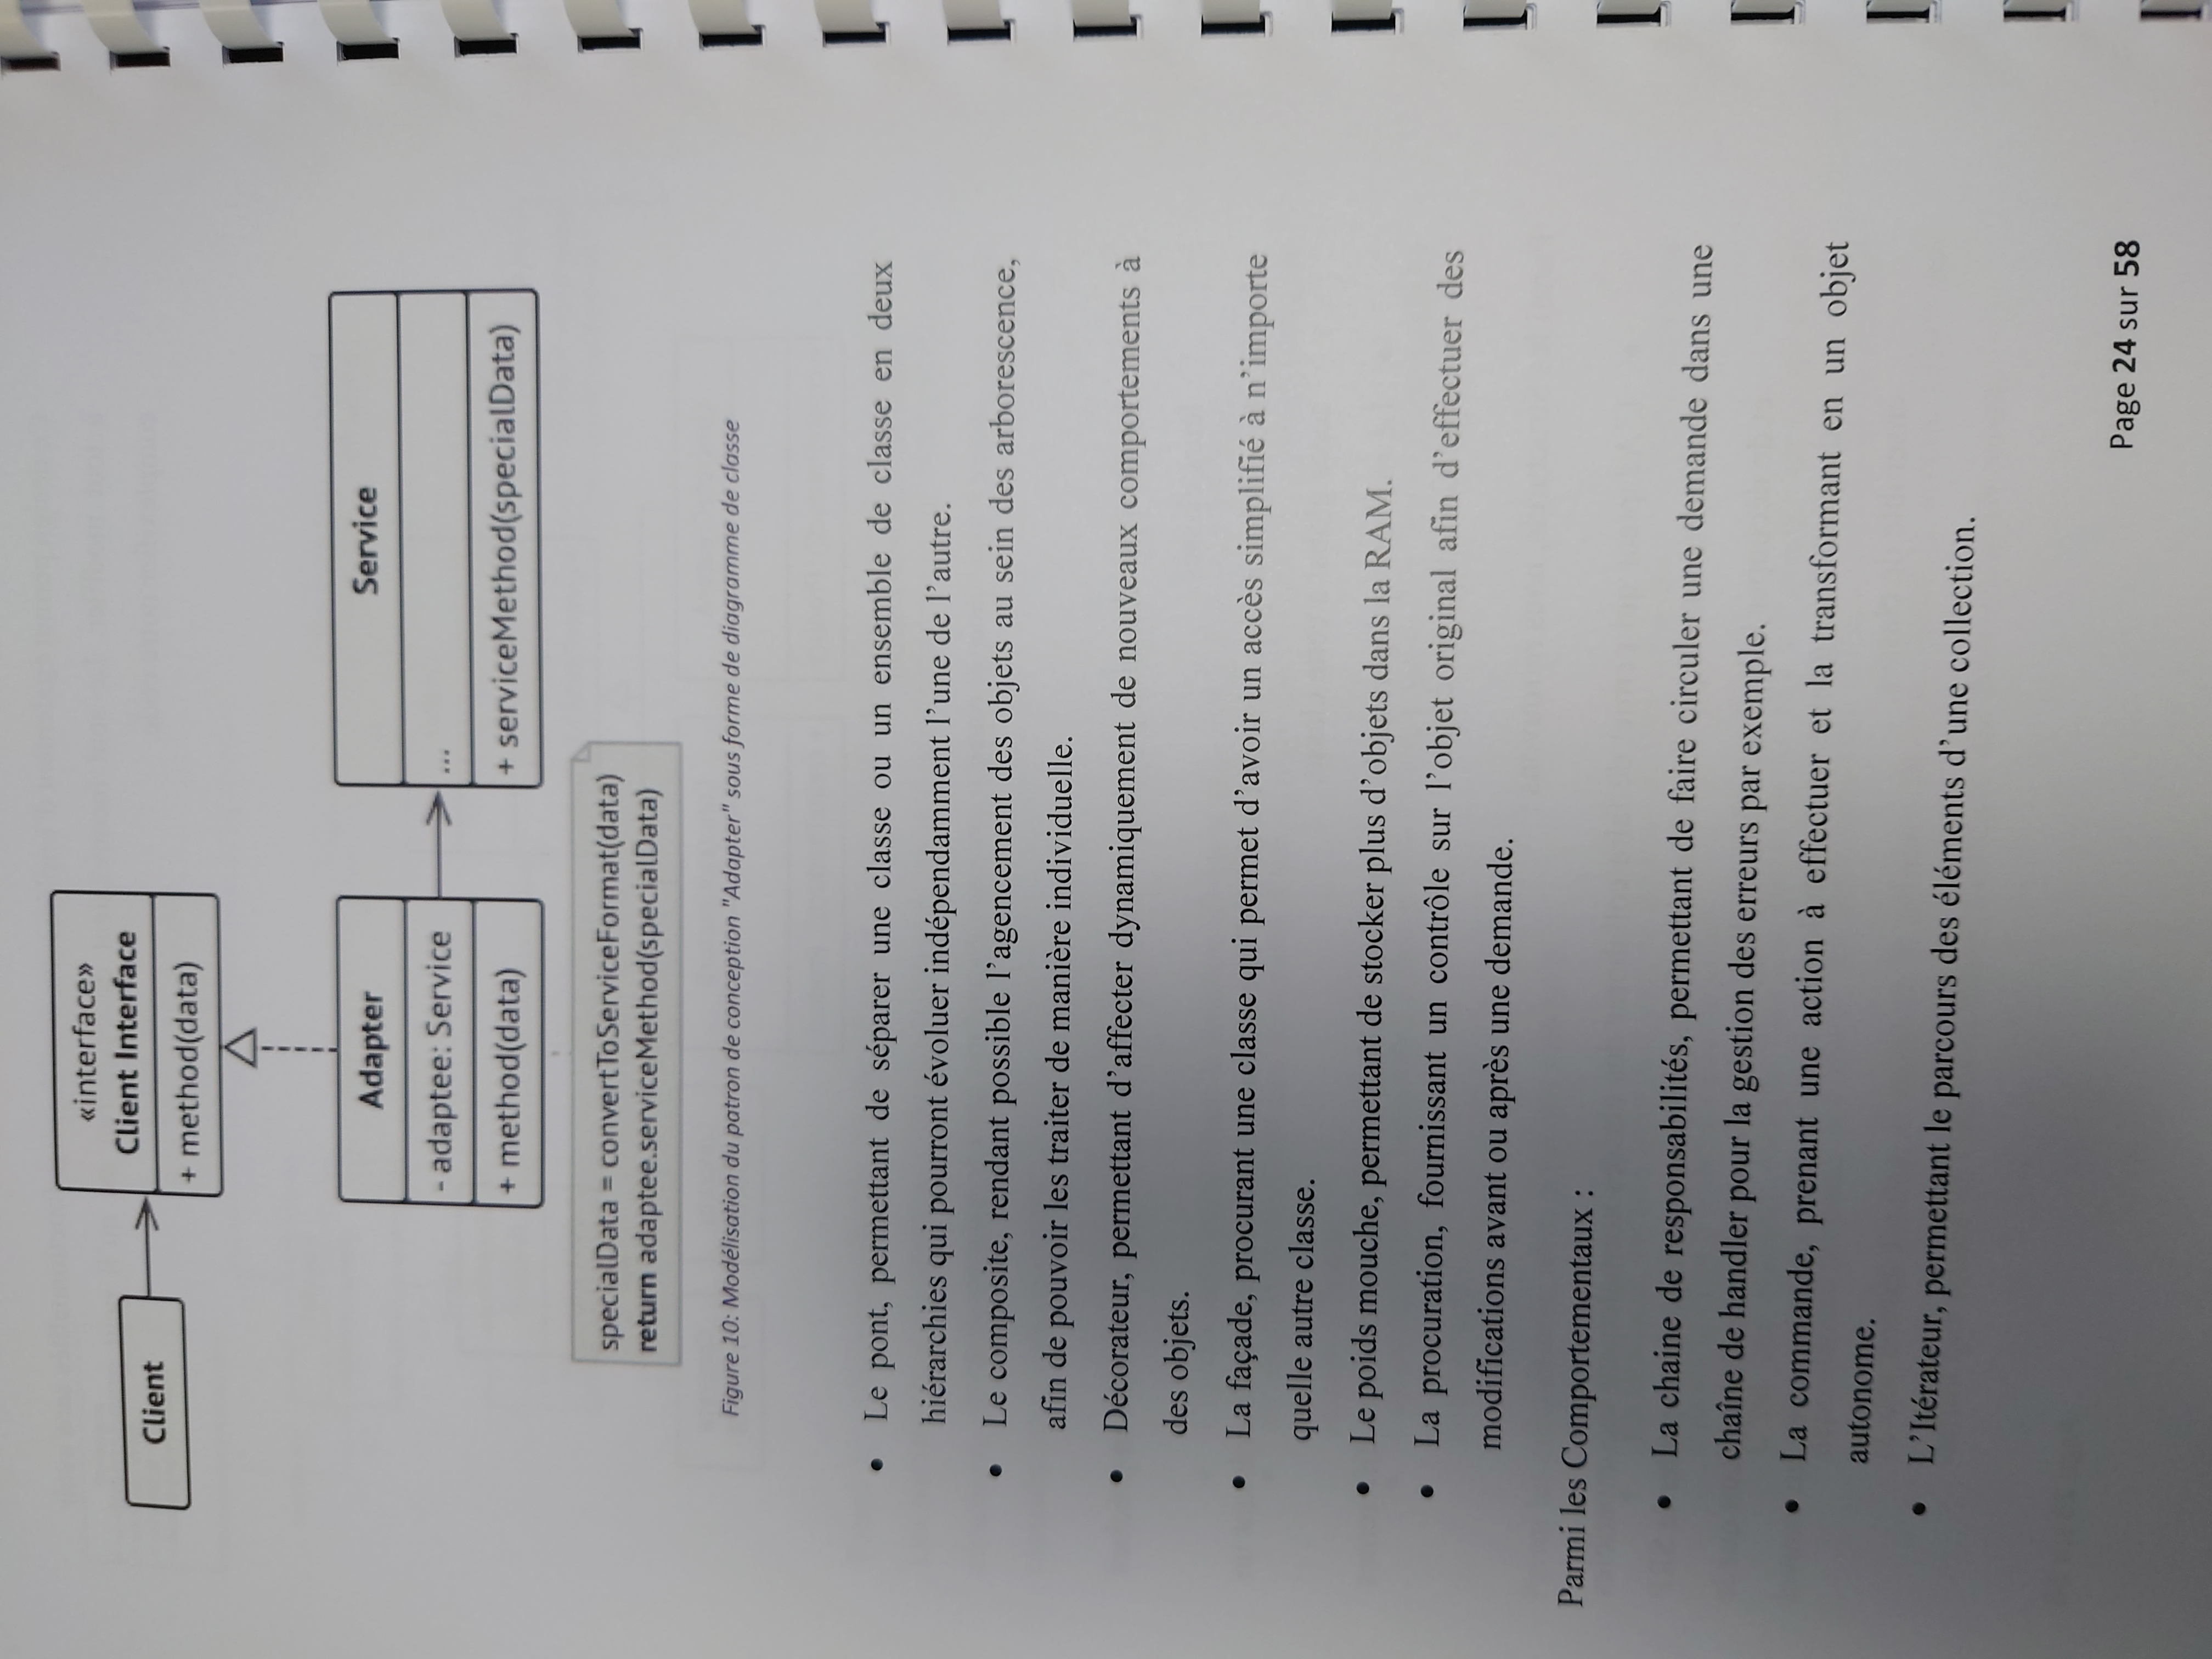 «interface»
Client Interface
Client
+ method(data)
Adapter
Service
- adaptee: Service
...
+ method(data)
+ serviceMethod(specialData)
specialData = convertToServiceFormat(data)
return adaptee.serviceMethod(specialData)
Figure 10: Modélisation du patron de conception "Adapter" sous forme de diagramme de classe
• Le pont, permettant de séparer une classe ou un ensemble de classe en deux
hiérarchies qui pourront évoluer indépendamment l'une de l'autre.
• Le composite, rendant possible l'agencement des objets au sein des arborescence,
afin de pouvoir les traiter de manière individuelle.
• Décorateur, permettant d'affecter dynamiquement de nouveaux comportements à
des objets.
• La façade, procurant une classe qui permet d'avoir un accès simplifié à n'importe
quelle autre classe.
• Le poids mouche, permettant de stocker plus d'objets dans la RAM.
• La procuration, fournissant un contrôle sur l'objet original afin d'effectuer des
modifications avant ou après une demande.
Parmi les Comportementaux :
• La chaine de responsabilités, permettant de faire circuler une demande dans une
chaîne de handler pour la gestion des erreurs par exemple.
• La commande, prenant une action à effectuer et la transformant en un objet
autonome.
• L'Itérateur, permettant le parcours des éléments d'une collection.
Page 24 sur 58